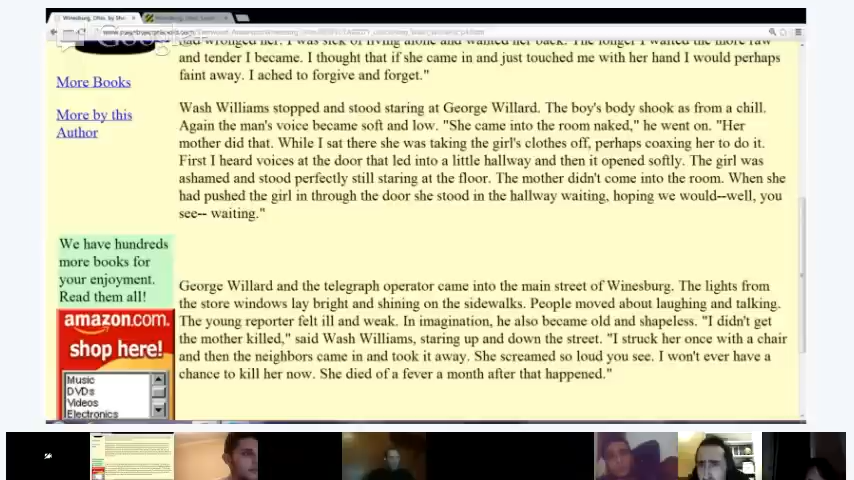 Winesburg, Ohio, by She
Winesburg, Ohio,
Google
had wronged her. I was sick of living alone and wanted her back. The longer I waited the more raw
and tender I became. I thought that if she came in and just touched me with her hand I would perhaps
faint away. I ached to forgive and forget."
More Books
More by this
Author
Wash Williams stopped and stood staring at George Willard. The boy's body shook as from a chill.
Again the man's voice became soft and low. "She came into the room naked," he went on. "Her
mother did that. While I sat there she was taking the girl's clothes off, perhaps coaxing her to do it.
First I heard voices at the door that led into a little hallway and then it opened softly. The girl was
ashamed and stood perfectly still staring at the floor. The mother didn't come into the room. When she
had pushed the girl in through the door she stood in the hallway waiting, hoping we would--well, you
see-- waiting."
We have hundreds
more books for
your enjoyment.
Read them all!
amazon.com.
shop here!
Music
DVDs
Videos
Electronics
George Willard and the telegraph operator came into the main street of Winesburg. The lights from
the store windows lay bright and shining on the sidewalks. People moved about laughing and talking.
The young reporter felt ill and weak. In imagination, he also became old and shapeless. "I didn't get
the mother killed," said Wash Williams, staring up and down the street. "I struck her once with a chair
and then the neighbors came in and took it away. She screamed so loud you see. I won't ever have a
chance to kill her now. She died of a fever a month after that happened."